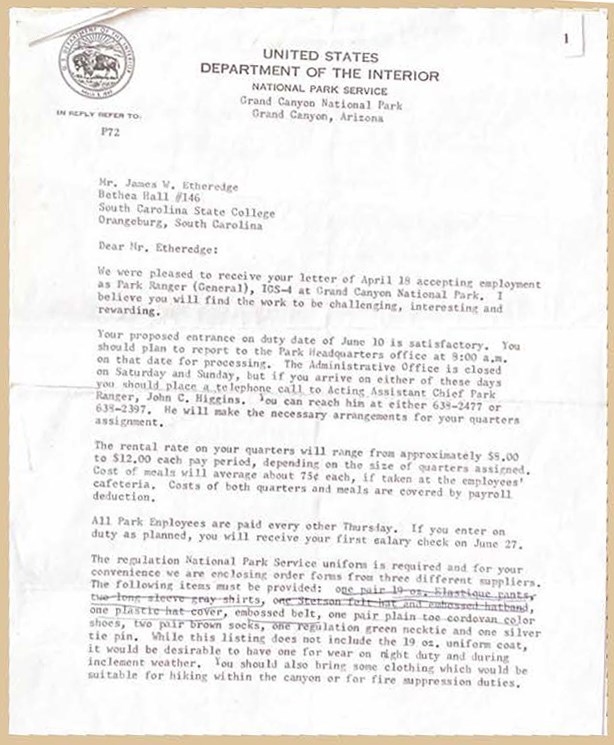 1
UNITED STATES
DEPARTMENT OF THE INTERIOR
NATIONAL PARK SERVICE
Grand Canyon National Park
Grand Canyon, Arizona
IN REPLY REFER TO:
P72
Mr. James W. Etheredge
Bethea Hall #146
South Carolina State College
Orangeburg, South Carolina
Dear Mr. Etheredge:
We were pleased to receive your letter of April 18 accepting employment
as Park Ranger (General), IGS-4 at Grand Canyon National Park. I
believe you will find the work to be challenging, interesting and
rewarding.
Your proposed entrance on duty date of June 10 is satisfactory. You
should plan to report to the Park Headquarters office at 8:00 a.m.
on that date for processing. The Administrative Office is closed
on Saturday and Sunday, but if you arrive on either of these days
you should place a telephone call to Acting Assistant Chief Park
Ranger, John C. Higgins. You can reach him at either 638-2477 or
638-2397. He will make the necessary arrangements for your quarters
assignment.
The rental rate on your quarters will range from approximately $8.00
to $12.00 each pay period, depending on the size of quarters assigned.
Cost of meals will average about 75¢ each, if taken at the employees'
cafeteria. Costs of both quarters and meals are covered by payroll
deduction.
All Park Employees are paid every other Thursday. If you enter on
duty as planned, you will receive your first salary check on June 27.
The regulation National Park Service uniform is required and for your
convenience we are enclosing order forms from three different suppliers.
The following items must be provided: one pair 19 oz. Elastique pants,
two long sleeve gray shirts, one Stetson felt hat and embossed hatband,
one plastic hat cover, embossed belt, one pair plain toe cordovan color
shoes, two pair brown socks, one regulation green necktie and one silver
tie pin. While this listing does not include the 19 oz. uniform coat,
it would be desirable to have one for wear on night duty and during
inclement weather. You should also bring some clothing which would be
suitable for hiking within the canyon or for fire suppression duties.